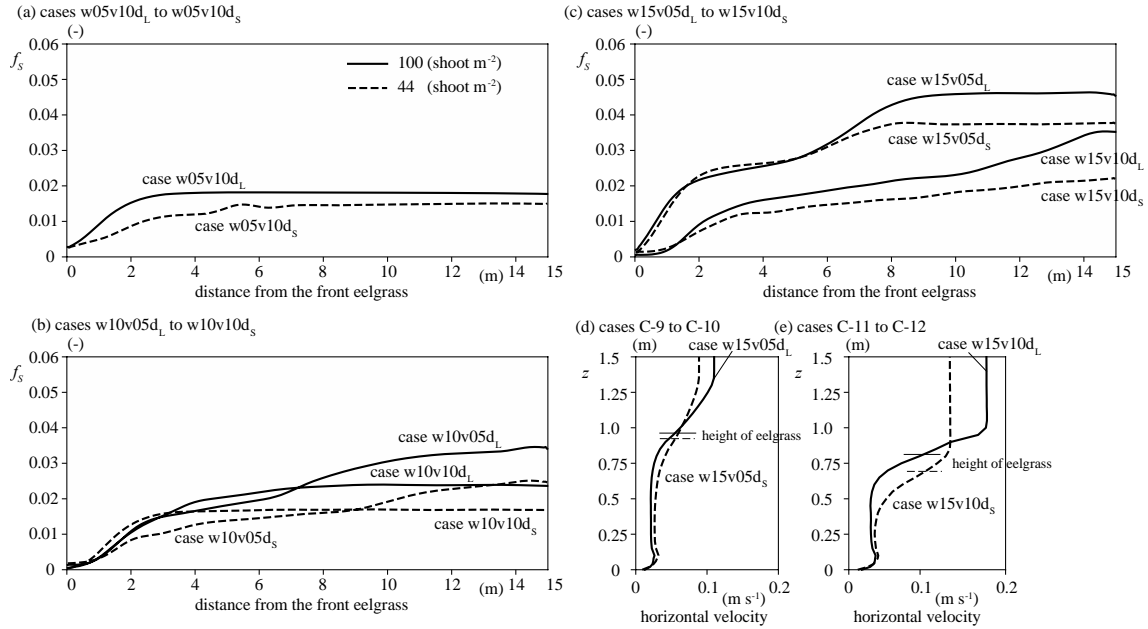 (a) cases w05v10d_L to w05v10d_S
(-)
f_S
0.06
0.05
0.04
0.03
0.02
0.01
0
100 (shoot m⁻²)
44 (shoot m⁻²)
case w05v10d_L
case w05v10d_S
0 2 4 6 8 10 12 (m) 14 15
distance from the front eelgrass
(b) cases w10v05d_L to w10v10d_S
(-)
f_S
0.06
0.05
0.04
0.03
0.02
0.01
0
case w10v05d_L
case w10v10d_L
case w10v05d_S
case w10v10d_S
0 2 4 6 8 10 12 (m) 14 15
distance from the front eelgrass
(c) cases w15v05d_L to w15v10d_S
(-)
f_S
0.06
0.05
0.04
0.03
0.02
0.01
0
case w15v05d_L
case w15v05d_S
case w15v10d_L
case w15v10d_S
0 2 4 6 8 10 12 (m) 14 15
distance from the front eelgrass
(d) cases C-9 to C-10
(m)
case w15v05d_L
z
1.5
1.25
1.0
0.75
0.5
0.25
0
height of eelgrass
case w15v05d_S
0 0.1 0.2
(m s⁻¹)
horizontal velocity
(e) cases C-11 to C-12
(m)
case w15v10d_L
z
1.5
1.25
1.0
0.75
0.5
0.25
0
height of eelgrass
case w15v10d_S
0 0.1 0.2
(m s⁻¹)
horizontal velocity